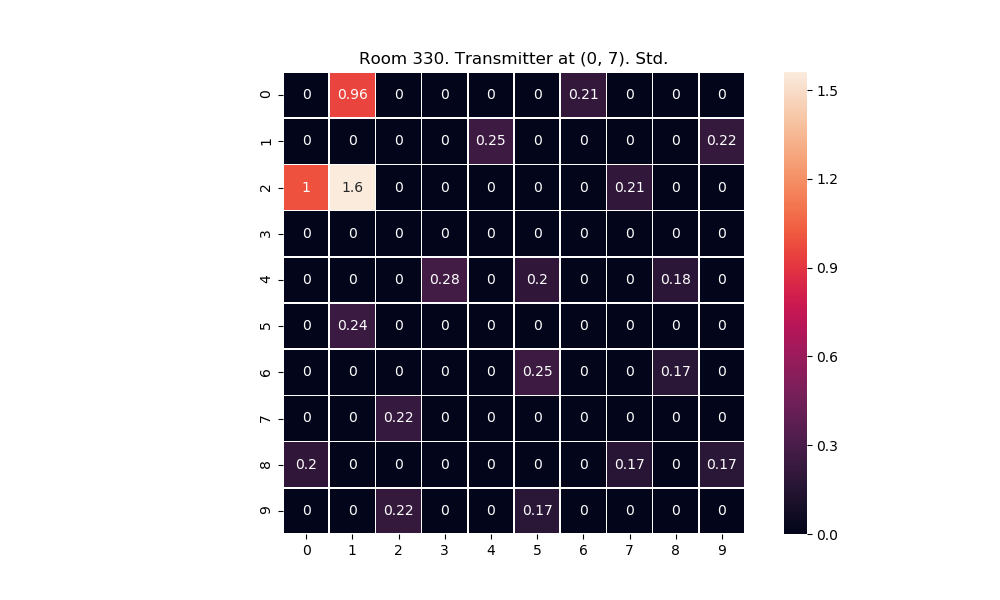 Room 330. Transmitter at (0, 7). Std.
0 0 0.96 0 0 0 0 0.21 0 0 0
1 0 0 0 0 0.25 0 0 0 0 0.22
2 1 1.6 0 0 0 0 0 0.21 0 0
3 0 0 0 0 0 0 0 0 0 0
4 0 0 0 0.28 0 0.2 0 0 0.18 0
5 0 0.24 0 0 0 0 0 0 0 0
6 0 0 0 0 0 0.25 0 0 0.17 0
7 0 0 0.22 0 0 0 0 0 0 0
8 0.2 0 0 0 0 0 0 0.17 0 0.17
9 0 0 0.22 0 0 0.17 0 0 0 0
0 1 2 3 4 5 6 7 8 9
1.5
1.2
0.9
0.6
0.3
0.0